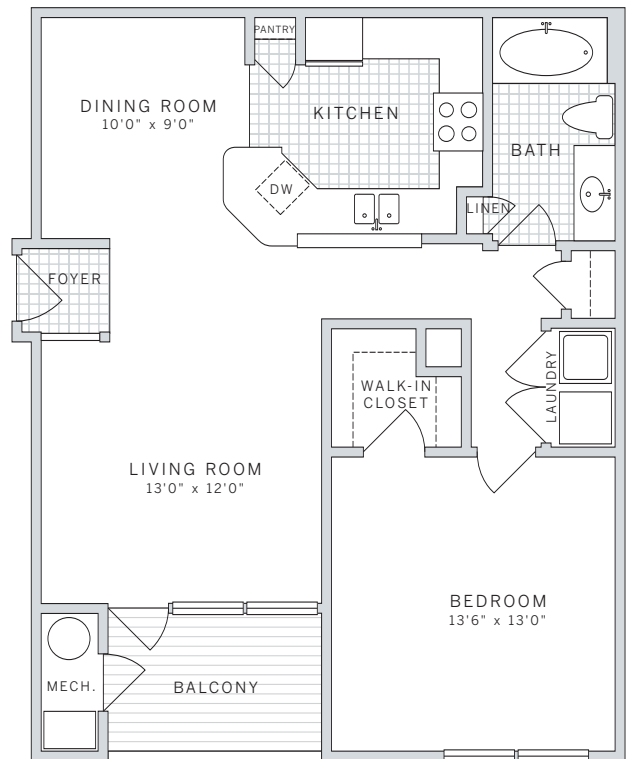 PANTRY
DINING ROOM
10'0" x 9'0"
KITCHEN
BATH
DW
LINEN
FOYER
WALK-IN
CLOSET
LAUNDRY
LIVING ROOM
13'0" x 12'0"
BEDROOM
13'6" x 13'0"
MECH.
BALCONY